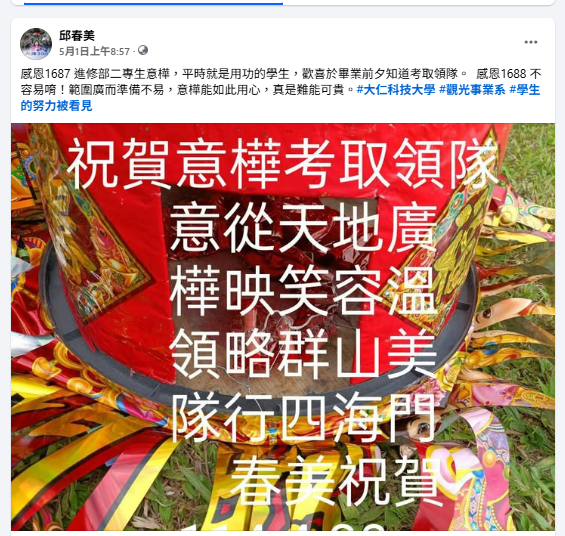 邱春美
5月1日上午8:57 ·
感恩1687 進修部二專生意樺，平時就是用功的學生，歡喜於畢業前夕知道考取領隊。 感恩1688 不
容易唷！範圍廣而準備不易，意樺能如此用心，真是難能可貴。#大仁科技大學 #觀光事業系 #學生
的努力被看見
祝賀意樺考取領隊
意從天地廣
樺映笑容溫
領略群山美
隊行四海門
春美祝賀